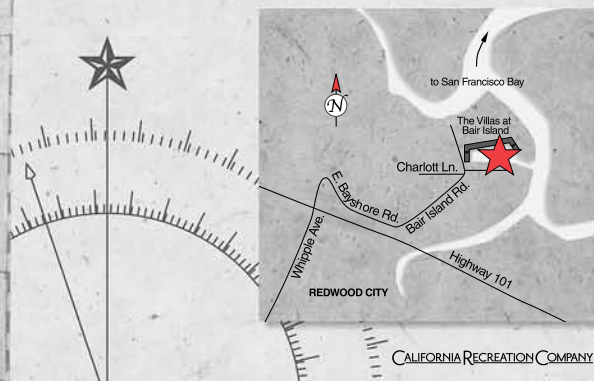 to San Francisco Bay
N
The Villas at
Bair Island
Charlott Ln.
E. Bayshore Rd.
Bair Island Rd.
Whipple Ave.
Highway 101
REDWOOD CITY
CALIFORNIA RECREATION COMPANY